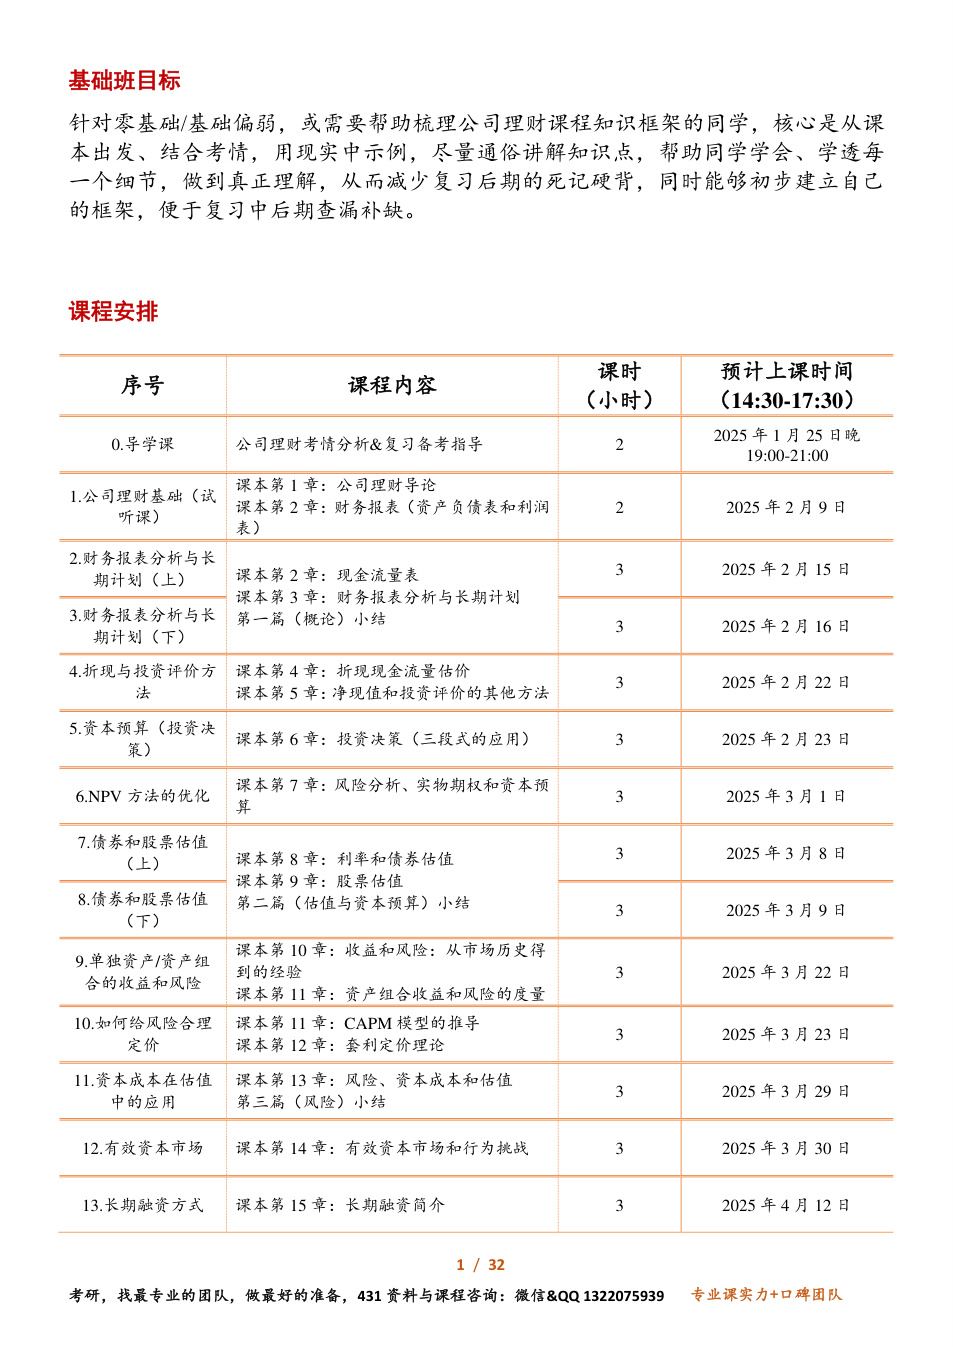 基础班目标
针对零基础/基础偏弱，或需要帮助梳理公司理财课程知识框架的同学，核心是从课
本出发、结合考情，用现实中示例，尽量通俗讲解知识点，帮助同学学会、学透每
一个细节，做到真正理解，从而减少复习后期的死记硬背，同时能够初步建立自己
的框架，便于复习中后期查漏补缺。
课程安排
序号
课程内容
课时
（小时）
预计上课时间
（14:30-17:30）
0.导学课
公司理财考情分析&复习备考指导
2
2025 年 1 月 25 日晚
19:00-21:00
1.公司理财基础（试
听课）
课本第 1 章：公司理财导论
课本第 2 章：财务报表（资产负债表和利润
表）
2
2025 年 2 月 9 日
2.财务报表分析与长
期计划（上）
课本第 2 章：现金流量表
课本第 3 章：财务报表分析与长期计划
第一篇（概论）小结
3
2025 年 2 月 15 日
3.财务报表分析与长
期计划（下）
3
2025 年 2 月 16 日
4.折现与投资评价方
法
课本第 4 章：折现现金流量估价
课本第 5 章：净现值和投资评价的其他方法
3
2025 年 2 月 22 日
5.资本预算（投资决
策）
课本第 6 章：投资决策（三段式的应用）
3
2025 年 2 月 23 日
6.NPV 方法的优化
课本第 7 章：风险分析、实物期权和资本预
算
3
2025 年 3 月 1 日
7.债券和股票估值
（上）
课本第 8 章：利率和债券估值
课本第 9 章：股票估值
第二篇（估值与资本预算）小结
3
2025 年 3 月 8 日
8.债券和股票估值
（下）
3
2025 年 3 月 9 日
9.单独资产/资产组
合的收益和风险
课本第 10 章：收益和风险：从市场历史得
到的经验
课本第 11 章：资产组合收益和风险的度量
3
2025 年 3 月 22 日
10.如何给风险合理
定价
课本第 11 章：CAPM 模型的推导
课本第 12 章：套利定价理论
3
2025 年 3 月 23 日
11.资本成本在估值
中的应用
课本第 13 章：风险、资本成本和估值
第三篇（风险）小结
3
2025 年 3 月 29 日
12.有效资本市场
课本第 14 章：有效资本市场和行为挑战
3
2025 年 3 月 30 日
13.长期融资方式
课本第 15 章：长期融资简介
3
2025 年 4 月 12 日
1 / 32
考研，找最专业的团队，做最好的准备，431 资料与课程咨询：微信&QQ 1322075939 专业课实力+口碑团队